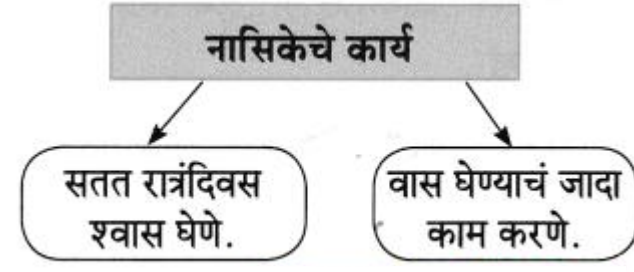 नासिकेचे कार्य
सतत रात्रंदिवस
श्वास घेणे.
वास घेण्याचं जादा
काम करणे.